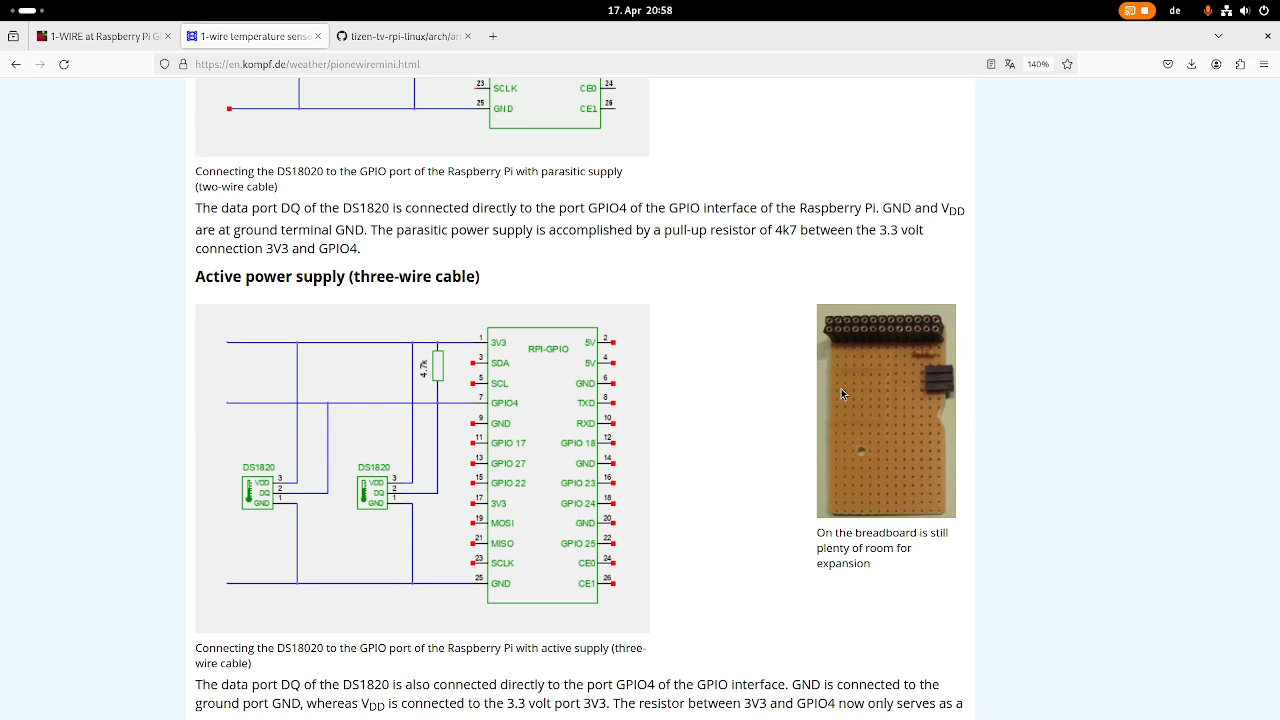 17. Apr 20:58
de
1-WIRE at Raspberry Pi G
1-wire temperature senso
tizen-tv-rpi-linux/arch/ar
https://en.kompf.de/weather/pionewiremini.html
140%
23 SCLK CE0 24
25 GND CE1 26
Connecting the DS18020 to the GPIO port of the Raspberry Pi with parasitic supply
(two-wire cable)
The data port DQ of the DS1820 is connected directly to the port GPIO4 of the GPIO interface of the Raspberry Pi. GND and VDD
are at ground terminal GND. The parasitic power supply is accomplished by a pull-up resistor of 4k7 between the 3.3 volt
connection 3V3 and GPIO4.
Active power supply (three-wire cable)
1 3V3 5V 2
RPI-GPIO
3 SDA 5V 4
4.7k
5 SCL GND 6
7 GPIO4 TXD 8
9 GND RXD 10
11 GPIO 17 GPIO 18 12
13 GPIO 27 GND 14
DS1820 DS1820
15 GPIO 22 GPIO 23 16
VDD 3 VDD 3
DQ 2 DQ 2
GND 1 GND 1
17 3V3 GPIO 24 18
19 MOSI GND 20
21 MISO GPIO 25 22
23 SCLK CE0 24
25 GND CE1 26
On the breadboard is still
plenty of room for
expansion
Connecting the DS18020 to the GPIO port of the Raspberry Pi with active supply (three-
wire cable)
The data port DQ of the DS1820 is also connected directly to the port GPIO4 of the GPIO interface. GND is connected to the
ground port GND, whereas VDD is connected to the 3.3 volt port 3V3. The resistor between 3V3 and GPIO4 now only serves as a